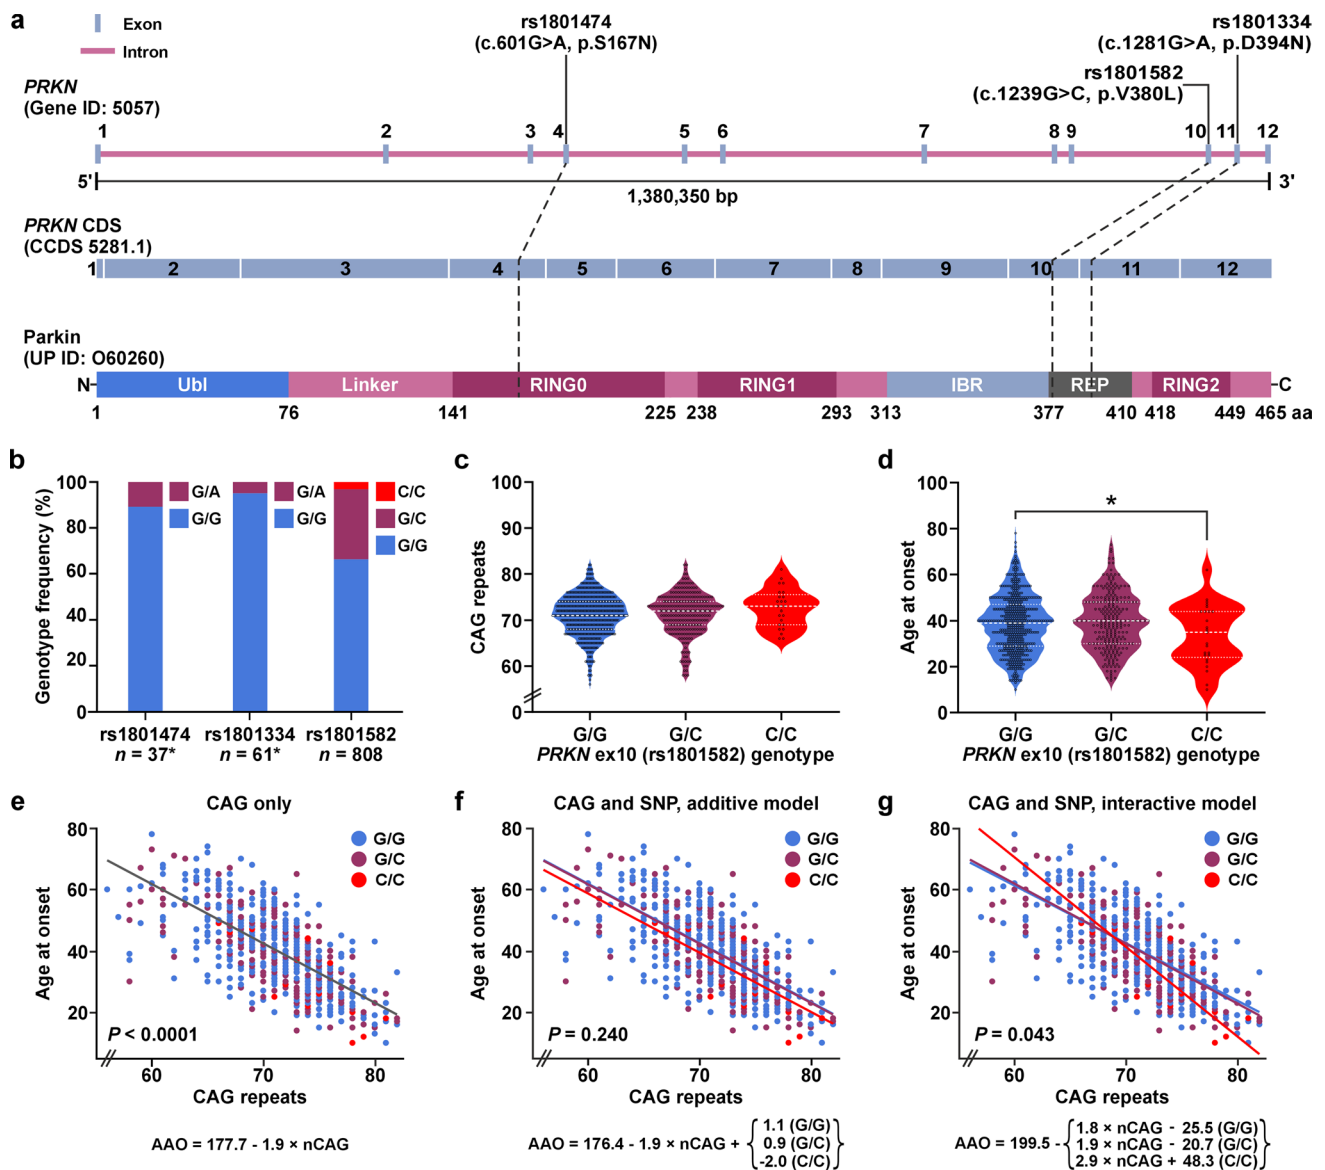 a
Exon
Intron
rs1801474
(c.601G>A, p.S167N)
rs1801334
(c.1281G>A, p.D394N)
rs1801582
(c.1239G>C, p.V380L)
PRKN
(Gene ID: 5057)
1 2 3 4 5 6 7 8 9 10 11 12
5' 3'
1,380,350 bp
PRKN CDS
(CCDS 5281.1)
1 2 3 4 5 6 7 8 9 10 11 12
Parkin
(UP ID: O60260)
N Ubl Linker RING0 RING1 IBR REP RING2 C
1 76 141 225 238 293 313 377 410 418 449 465 aa
b
Genotype frequency (%)
100
80
60
40
20
0
G/A
G/G
G/A
G/G
C/C
G/C
G/G
rs1801474
n = 37*
rs1801334
n = 61*
rs1801582
n = 808
c
CAG repeats
100
90
80
70
60
0
G/G G/C C/C
PRKN ex10 (rs1801582) genotype
d
Age at onset
100
80
60
40
20
0
*
G/G G/C C/C
PRKN ex10 (rs1801582) genotype
e
CAG only
Age at onset
80
60
40
20
G/G
G/C
C/C
P < 0.0001
60 70 80
CAG repeats
AAO = 177.7 - 1.9 × nCAG
f
CAG and SNP, additive model
Age at onset
80
60
40
20
G/G
G/C
C/C
P = 0.240
60 70 80
CAG repeats
AAO = 176.4 - 1.9 × nCAG +
1.1 (G/G)
0.9 (G/C)
-2.0 (C/C)
g
CAG and SNP, interactive model
Age at onset
80
60
40
20
G/G
G/C
C/C
P = 0.043
60 70 80
CAG repeats
AAO = 199.5 -
1.8 × nCAG - 25.5 (G/G)
1.9 × nCAG - 20.7 (G/C)
2.9 × nCAG + 48.3 (C/C)